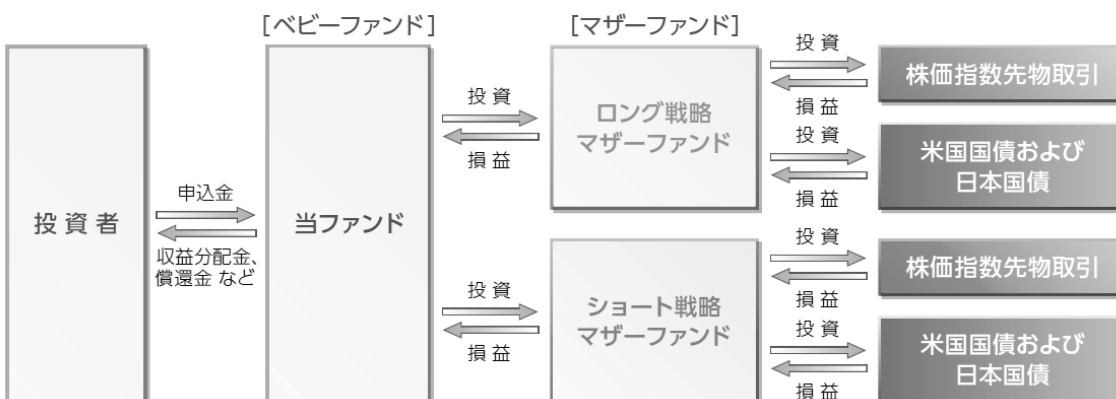 [ベビーファンド]
[マザーファンド]
投資者
申込金
収益分配金、
償還金 など
当ファンド
投資
損益
投資
損益
ロング戦略
マザーファンド
ショート戦略
マザーファンド
投資
損益
投資
損益
投資
損益
投資
損益
株価指数先物取引
米国国債および
日本国債
株価指数先物取引
米国国債および
日本国債